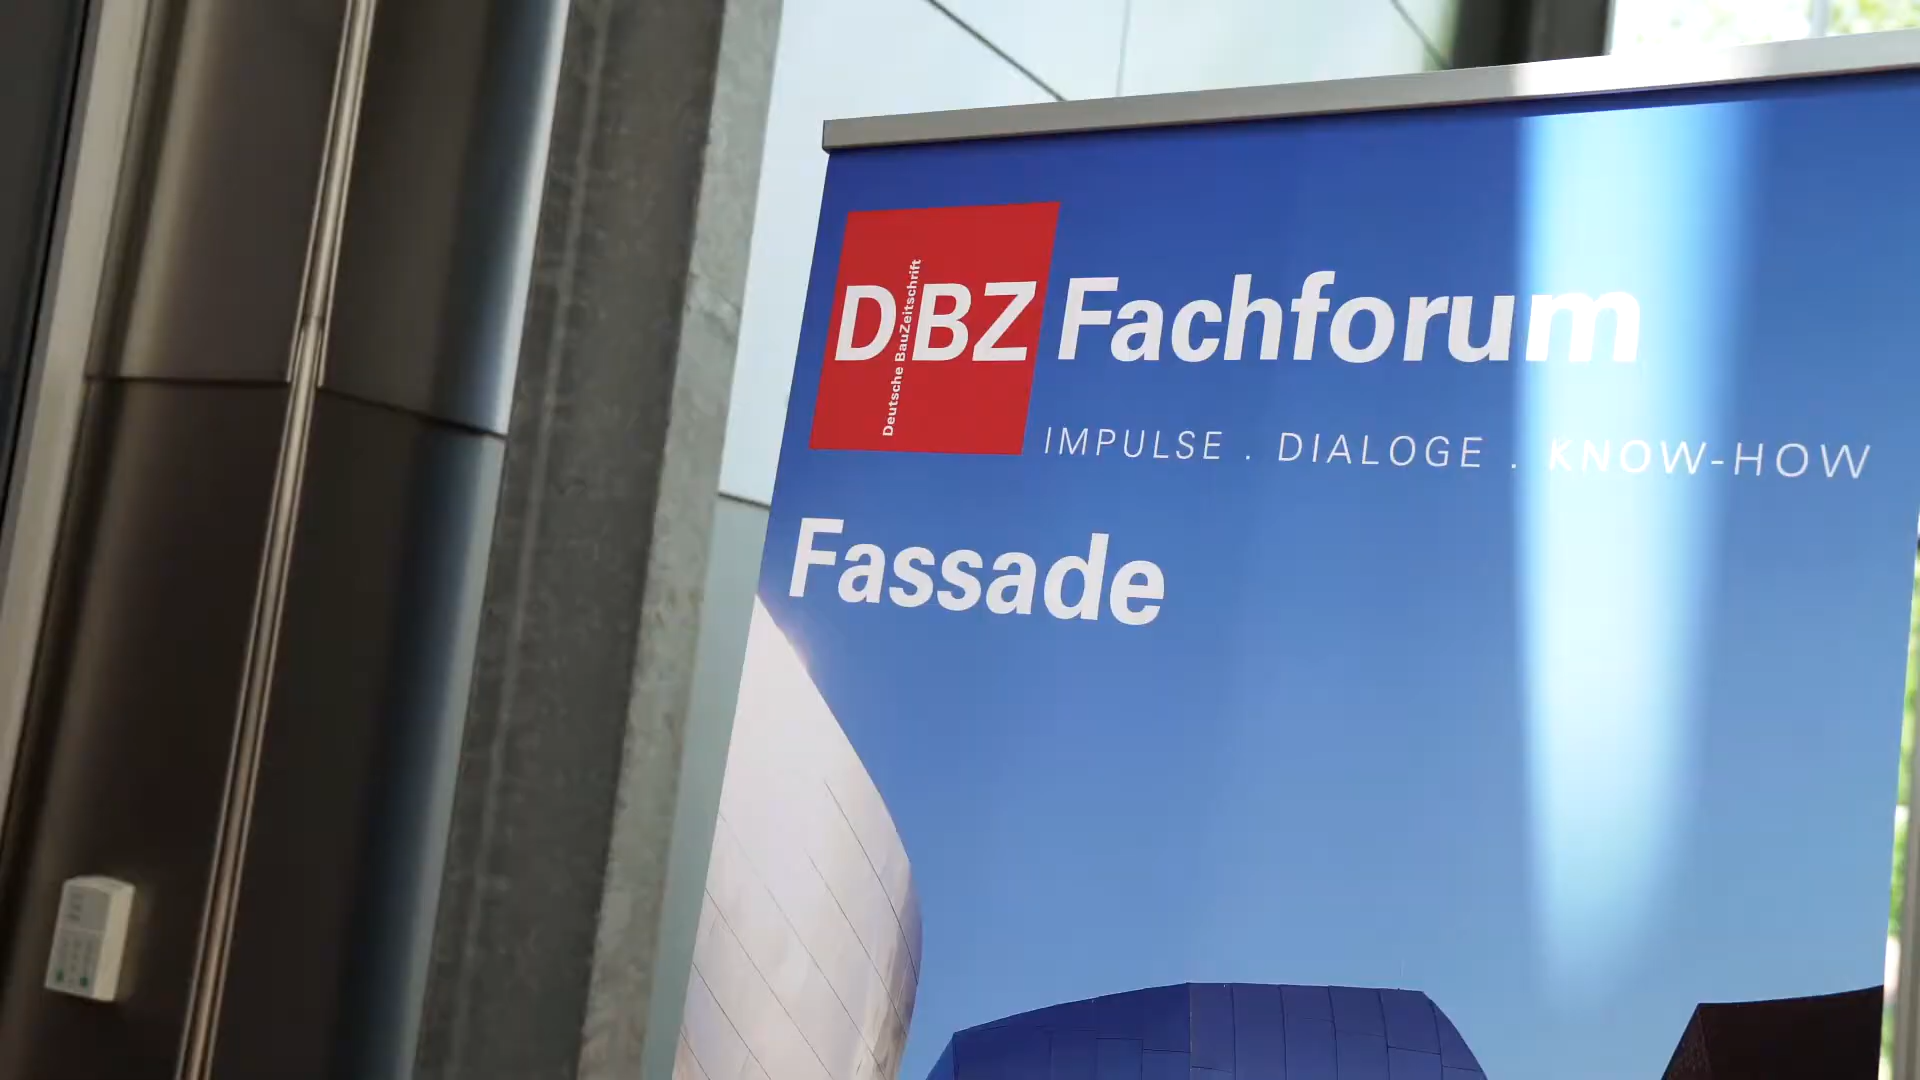 DBZ Fachforum
Deutsche BauZeitschrift
IMPULSE . DIALOGE . KNOW-HOW
Fassade